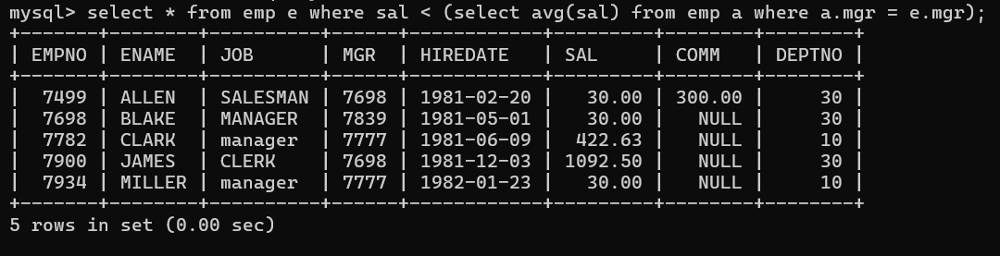 mysql> select * from emp e where sal < (select avg(sal) from emp a where a.mgr = e.mgr);
+-------+--------+----------+------+------------+---------+--------+--------+
| EMPNO | ENAME  | JOB      | MGR  | HIREDATE   | SAL     | COMM   | DEPTNO |
+-------+--------+----------+------+------------+---------+--------+--------+
|  7499 | ALLEN  | SALESMAN | 7698 | 1981-02-20 |   30.00 | 300.00 |     30 |
|  7698 | BLAKE  | MANAGER  | 7839 | 1981-05-01 |   30.00 |   NULL |     30 |
|  7782 | CLARK  | manager  | 7777 | 1981-06-09 |  422.63 |   NULL |     10 |
|  7900 | JAMES  | CLERK    | 7698 | 1981-12-03 | 1092.50 |   NULL |     30 |
|  7934 | MILLER | manager  | 7777 | 1982-01-23 |   30.00 |   NULL |     10 |
+-------+--------+----------+------+------------+---------+--------+--------+
5 rows in set (0.00 sec)